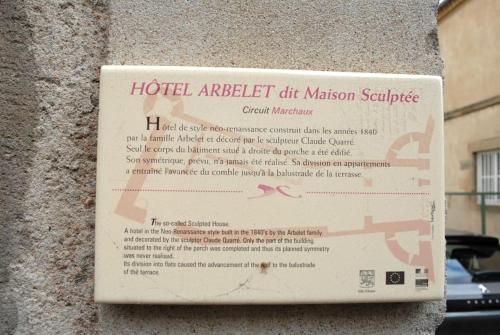 HÔTEL ARBELET dit Maison Sculptée
Circuit Marchaux
Hôtel de style néo-renaissance construit dans les années 1840
par la famille Arbelet et décoré par le sculpteur Claude Quarré.
Seul le corps du bâtiment situé à droite du porche a été édifié.
Son symétrique, prévu, n'a jamais été réalisé. Sa division en appartements
a entraîné l'avancée du comble jusqu'à la balustrade de la terrasse.
The so-called Sculpted House.
A hotel in the Neo-Renaissance style built in the 1840's by the Arbelet family
and decorated by the sculptor Claude Quarré. Only the part of the building
situated to the right of the porch was completed and thus its planned symmetry
was never realised.
Its division into flats caused the advancement of the roof to the balustrade
of the terrace.